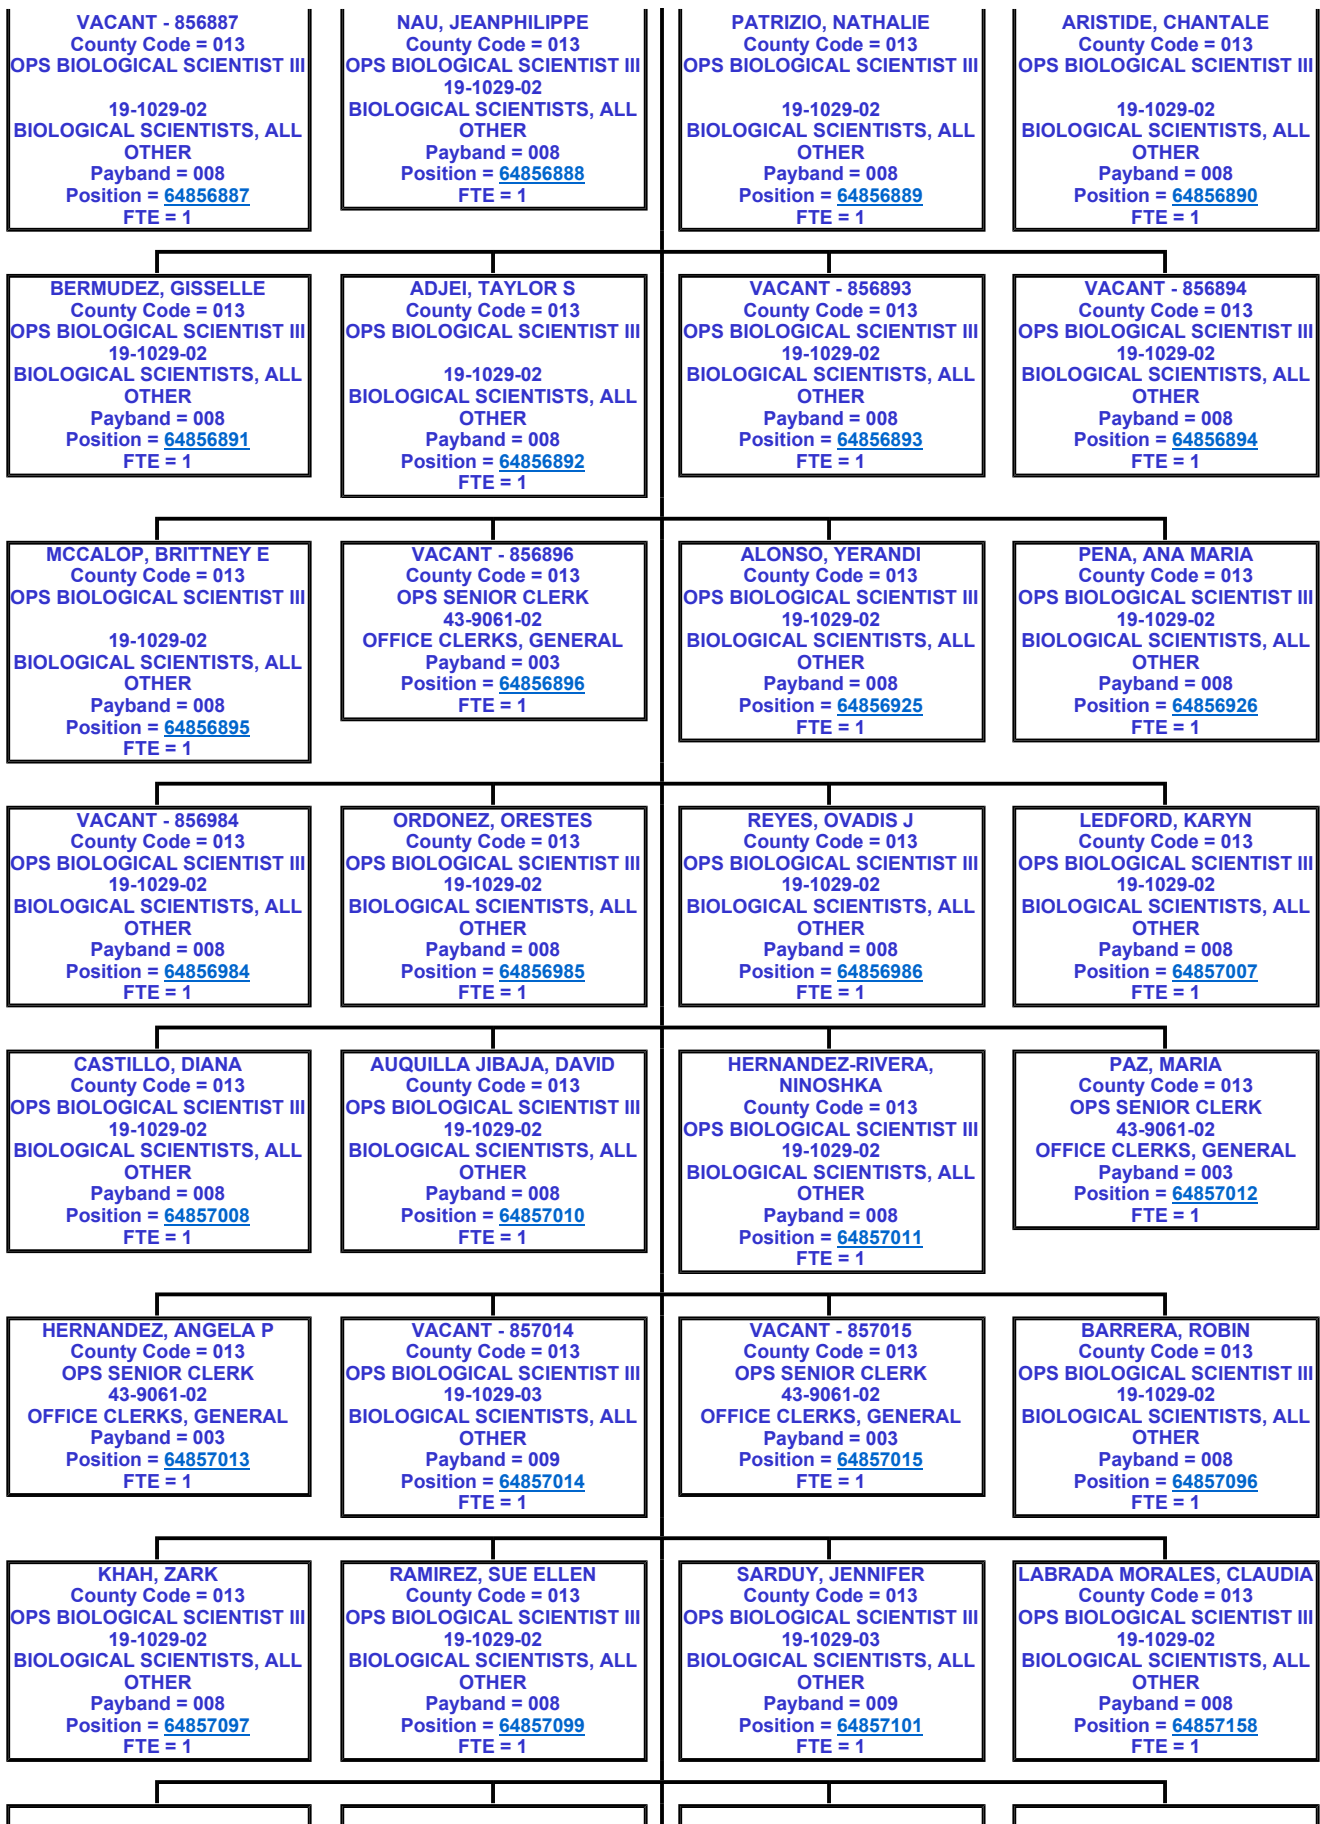 VACANT - 856887
County Code = 013
OPS BIOLOGICAL SCIENTIST III
19-1029-02
BIOLOGICAL SCIENTISTS, ALL
OTHER
Payband = 008
Position = 64856887
FTE = 1
NAU, JEANPHILIPPE
County Code = 013
OPS BIOLOGICAL SCIENTIST III
19-1029-02
BIOLOGICAL SCIENTISTS, ALL
OTHER
Payband = 008
Position = 64856888
FTE = 1
PATRIZIO, NATHALIE
County Code = 013
OPS BIOLOGICAL SCIENTIST III
19-1029-02
BIOLOGICAL SCIENTISTS, ALL
OTHER
Payband = 008
Position = 64856889
FTE = 1
ARISTIDE, CHANTALE
County Code = 013
OPS BIOLOGICAL SCIENTIST III
19-1029-02
BIOLOGICAL SCIENTISTS, ALL
OTHER
Payband = 008
Position = 64856890
FTE = 1
BERMUDEZ, GISSELLE
County Code = 013
OPS BIOLOGICAL SCIENTIST III
19-1029-02
BIOLOGICAL SCIENTISTS, ALL
OTHER
Payband = 008
Position = 64856891
FTE = 1
ADJEI, TAYLOR S
County Code = 013
OPS BIOLOGICAL SCIENTIST III
19-1029-02
BIOLOGICAL SCIENTISTS, ALL
OTHER
Payband = 008
Position = 64856892
FTE = 1
VACANT - 856893
County Code = 013
OPS BIOLOGICAL SCIENTIST III
19-1029-02
BIOLOGICAL SCIENTISTS, ALL
OTHER
Payband = 008
Position = 64856893
FTE = 1
VACANT - 856894
County Code = 013
OPS BIOLOGICAL SCIENTIST III
19-1029-02
BIOLOGICAL SCIENTISTS, ALL
OTHER
Payband = 008
Position = 64856894
FTE = 1
MCCALOP, BRITTNEY E
County Code = 013
OPS BIOLOGICAL SCIENTIST III
19-1029-02
BIOLOGICAL SCIENTISTS, ALL
OTHER
Payband = 008
Position = 64856895
FTE = 1
VACANT - 856896
County Code = 013
OPS SENIOR CLERK
43-9061-02
OFFICE CLERKS, GENERAL
Payband = 003
Position = 64856896
FTE = 1
ALONSO, YERANDI
County Code = 013
OPS BIOLOGICAL SCIENTIST III
19-1029-02
BIOLOGICAL SCIENTISTS, ALL
OTHER
Payband = 008
Position = 64856925
FTE = 1
PENA, ANA MARIA
County Code = 013
OPS BIOLOGICAL SCIENTIST III
19-1029-02
BIOLOGICAL SCIENTISTS, ALL
OTHER
Payband = 008
Position = 64856926
FTE = 1
VACANT - 856984
County Code = 013
OPS BIOLOGICAL SCIENTIST III
19-1029-02
BIOLOGICAL SCIENTISTS, ALL
OTHER
Payband = 008
Position = 64856984
FTE = 1
ORDONEZ, ORESTES
County Code = 013
OPS BIOLOGICAL SCIENTIST III
19-1029-02
BIOLOGICAL SCIENTISTS, ALL
OTHER
Payband = 008
Position = 64856985
FTE = 1
REYES, OVADIS J
County Code = 013
OPS BIOLOGICAL SCIENTIST III
19-1029-02
BIOLOGICAL SCIENTISTS, ALL
OTHER
Payband = 008
Position = 64856986
FTE = 1
LEDFORD, KARYN
County Code = 013
OPS BIOLOGICAL SCIENTIST III
19-1029-02
BIOLOGICAL SCIENTISTS, ALL
OTHER
Payband = 008
Position = 64857007
FTE = 1
CASTILLO, DIANA
County Code = 013
OPS BIOLOGICAL SCIENTIST III
19-1029-02
BIOLOGICAL SCIENTISTS, ALL
OTHER
Payband = 008
Position = 64857008
FTE = 1
AUQUILLA JIBAJA, DAVID
County Code = 013
OPS BIOLOGICAL SCIENTIST III
19-1029-02
BIOLOGICAL SCIENTISTS, ALL
OTHER
Payband = 008
Position = 64857010
FTE = 1
HERNANDEZ-RIVERA,
NINOSHKA
County Code = 013
OPS BIOLOGICAL SCIENTIST III
19-1029-02
BIOLOGICAL SCIENTISTS, ALL
OTHER
Payband = 008
Position = 64857011
FTE = 1
PAZ, MARIA
County Code = 013
OPS SENIOR CLERK
43-9061-02
OFFICE CLERKS, GENERAL
Payband = 003
Position = 64857012
FTE = 1
HERNANDEZ, ANGELA P
County Code = 013
OPS SENIOR CLERK
43-9061-02
OFFICE CLERKS, GENERAL
Payband = 003
Position = 64857013
FTE = 1
VACANT - 857014
County Code = 013
OPS BIOLOGICAL SCIENTIST III
19-1029-03
BIOLOGICAL SCIENTISTS, ALL
OTHER
Payband = 009
Position = 64857014
FTE = 1
VACANT - 857015
County Code = 013
OPS SENIOR CLERK
43-9061-02
OFFICE CLERKS, GENERAL
Payband = 003
Position = 64857015
FTE = 1
BARRERA, ROBIN
County Code = 013
OPS BIOLOGICAL SCIENTIST III
19-1029-02
BIOLOGICAL SCIENTISTS, ALL
OTHER
Payband = 008
Position = 64857096
FTE = 1
KHAH, ZARK
County Code = 013
OPS BIOLOGICAL SCIENTIST III
19-1029-02
BIOLOGICAL SCIENTISTS, ALL
OTHER
Payband = 008
Position = 64857097
FTE = 1
RAMIREZ, SUE ELLEN
County Code = 013
OPS BIOLOGICAL SCIENTIST III
19-1029-02
BIOLOGICAL SCIENTISTS, ALL
OTHER
Payband = 008
Position = 64857099
FTE = 1
SARDUY, JENNIFER
County Code = 013
OPS BIOLOGICAL SCIENTIST III
19-1029-03
BIOLOGICAL SCIENTISTS, ALL
OTHER
Payband = 009
Position = 64857101
FTE = 1
LABRADA MORALES, CLAUDIA
County Code = 013
OPS BIOLOGICAL SCIENTIST III
19-1029-02
BIOLOGICAL SCIENTISTS, ALL
OTHER
Payband = 008
Position = 64857158
FTE = 1